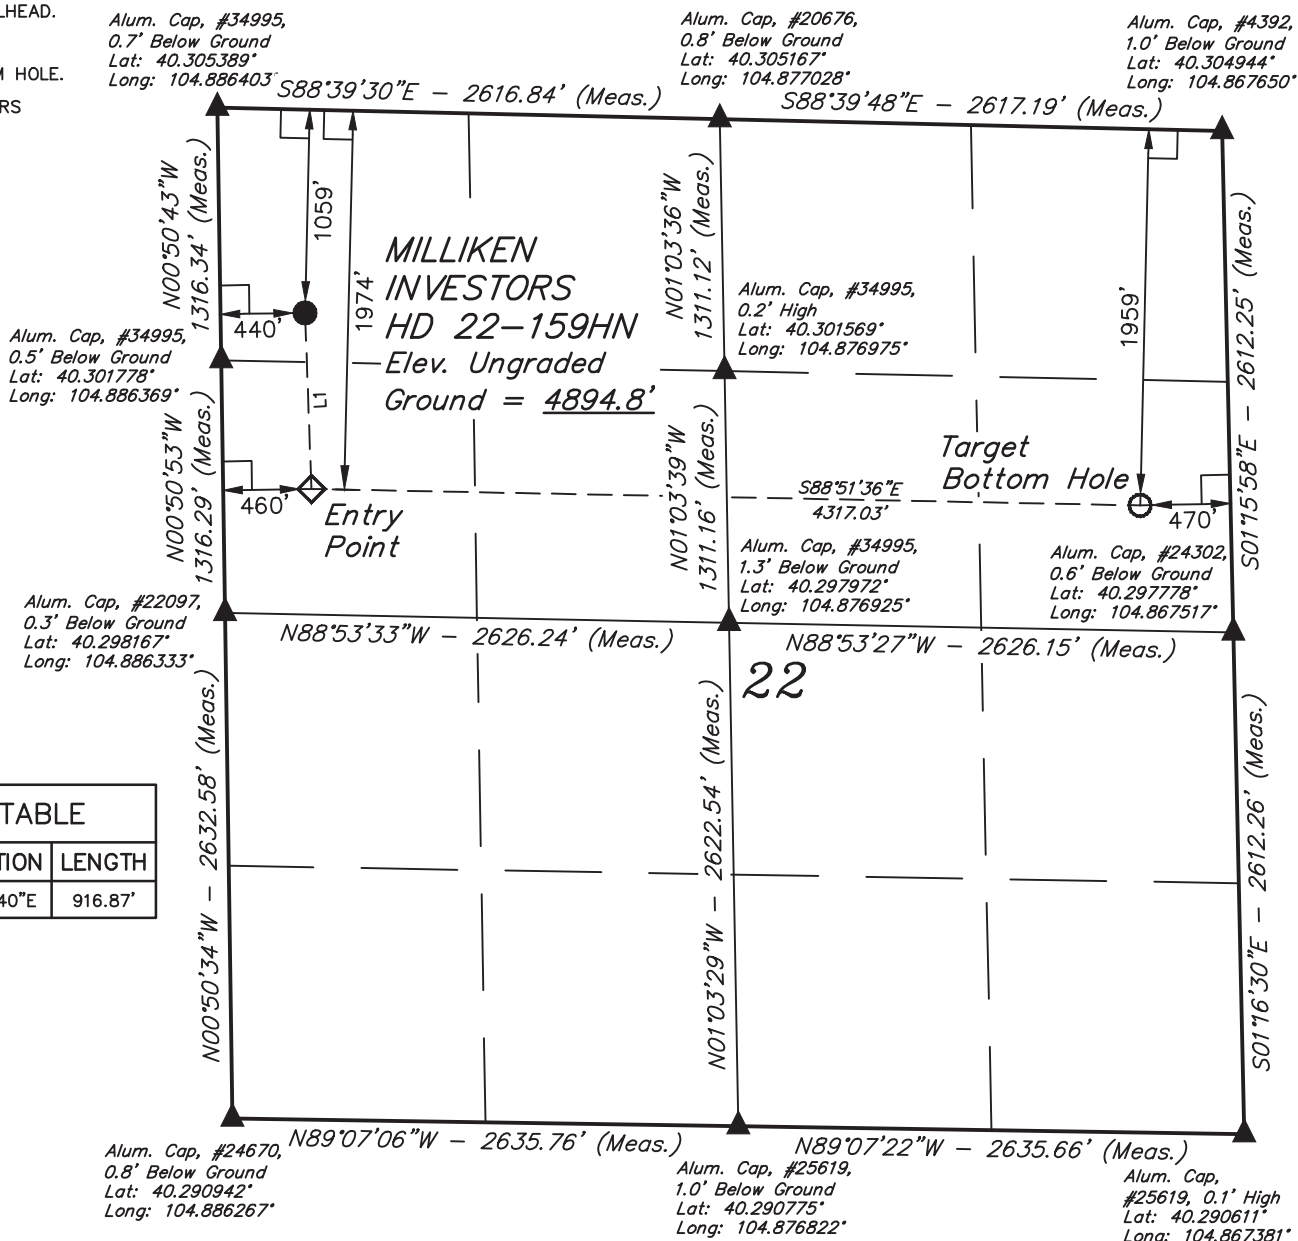 LHEAD.
M HOLE.
RS
Alum. Cap, #34995,
0.7' Below Ground
Lat: 40.305389°
Long: 104.886403°
Alum. Cap, #20676,
0.8' Below Ground
Lat: 40.305167°
Long: 104.877028°
Alum. Cap, #4392,
1.0' Below Ground
Lat: 40.304944°
Long: 104.867650°
S88°39'30"E - 2616.84' (Meas.)
S88°39'48"E - 2617.19' (Meas.)
N00°50'43"W
1316.34' (Meas.)
1059'
1974'
440'
MILLIKEN
INVESTORS
HD 22-159HN
Elev. Ungraded
Ground = 4894.8'
N01°03'36"W
1311.12' (Meas.)
Alum. Cap, #34995,
0.2' High
Lat: 40.301569°
Long: 104.876975°
1959'
S01°15'58"E - 2612.25' (Meas.)
Alum. Cap, #34995,
0.5' Below Ground
Lat: 40.301778°
Long: 104.886369°
L1
N00°50'53"W
1316.29' (Meas.)
460'
Entry
Point
N01°03'39"W
1311.16' (Meas.)
S88°51'36"E
4317.03'
Target
Bottom Hole
470'
Alum. Cap, #34995,
1.3' Below Ground
Lat: 40.297972°
Long: 104.876925°
Alum. Cap, #24302,
0.6' Below Ground
Lat: 40.297778°
Long: 104.867517°
Alum. Cap, #22097,
0.3' Below Ground
Lat: 40.298167°
Long: 104.886333°
N88°53'33"W - 2626.24' (Meas.)
N88°53'27"W - 2626.15' (Meas.)
22
N00°50'34"W - 2632.58' (Meas.)
N01°03'29"W - 2622.54' (Meas.)
S01°16'30"E - 2612.26' (Meas.)
TABLE
TION LENGTH
40"E 916.87'
N89°07'06"W - 2635.76' (Meas.)
N89°07'22"W - 2635.66' (Meas.)
Alum. Cap, #24670,
0.8' Below Ground
Lat: 40.290942°
Long: 104.886267°
Alum. Cap, #25619,
1.0' Below Ground
Lat: 40.290775°
Long: 104.876822°
Alum. Cap,
#25619, 0.1' High
Lat: 40.290611°
Long: 104.867381°